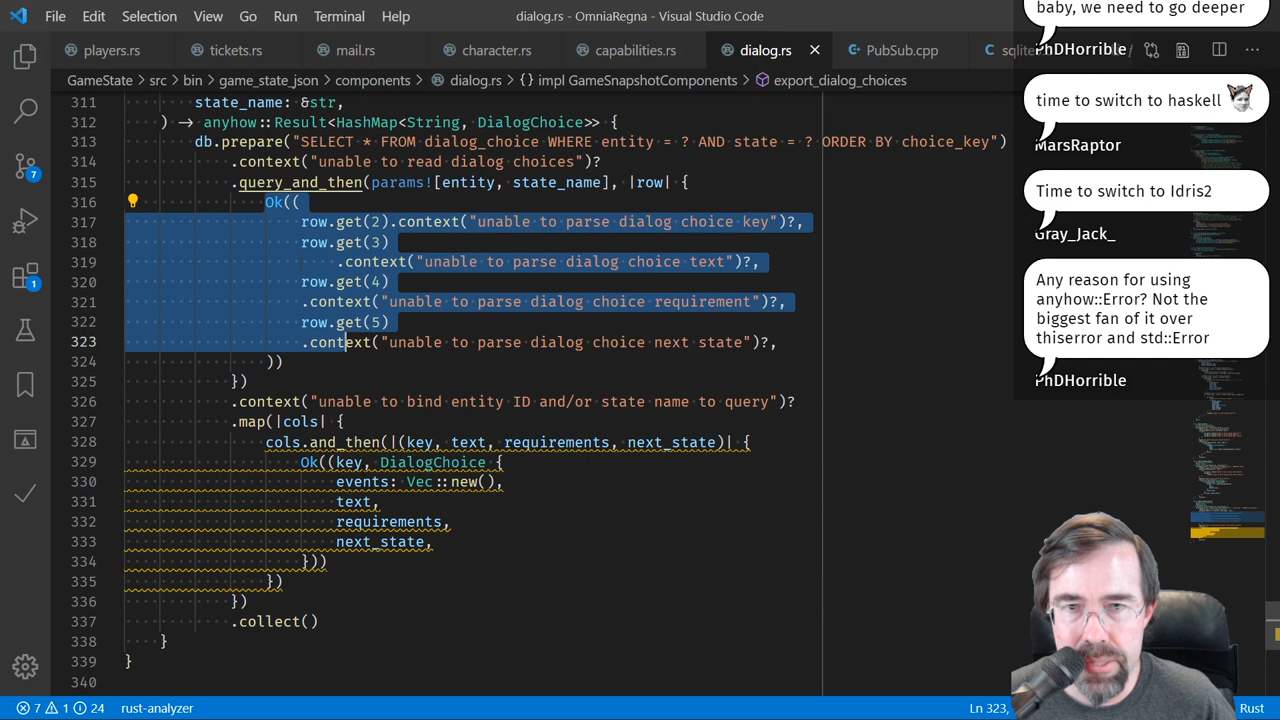 File Edit Selection View Go Run Terminal Help
dialog.rs - OmniaRegna - Visual Studio Code
players.rs tickets.rs mail.rs character.rs capabilities.rs dialog.rs PubSub.cpp
GameState > src > bin > game_state_json > components > dialog.rs > {} impl GameSnapshotComponents > export_dialog_choices
311 state_name: &str,
312 ) -> anyhow::Result<HashMap<String, DialogChoice>> {
313 db.prepare("SELECT * FROM dialog_choice WHERE entity = ? AND state = ? ORDER BY choice_key")
314 .context("unable to read dialog choices")?
315 .query_and_then(params![entity, state_name], |row| {
316 Ok((
317 row.get(2).context("unable to parse dialog choice key")?,
318 row.get(3)
319 .context("unable to parse dialog choice text")?,
320 row.get(4)
321 .context("unable to parse dialog choice requirement")?,
322 row.get(5)
323 .context("unable to parse dialog choice next state")?,
324 ))
325 })
326 .context("unable to bind entity ID and/or state name to query")?
327 .map(|cols| {
328 cols.and_then(|(key, text, requirements, next_state)| {
329 Ok((key, DialogChoice {
330 events: Vec::new(),
331 text,
332 requirements,
333 next_state,
334 }))
335 })
336 })
337 .collect()
338 }
339 }
340
7
1
baby, we need to go deeper
PhDHorrible
time to switch to haskell
MarsRaptor
Time to switch to Idris2
Gray_Jack_
Any reason for using
anyhow::Error? Not the
biggest fan of it over
thiserror and std::Error
PhDHorrible
7 1 24 rust-analyzer
Ln 323,
Rust